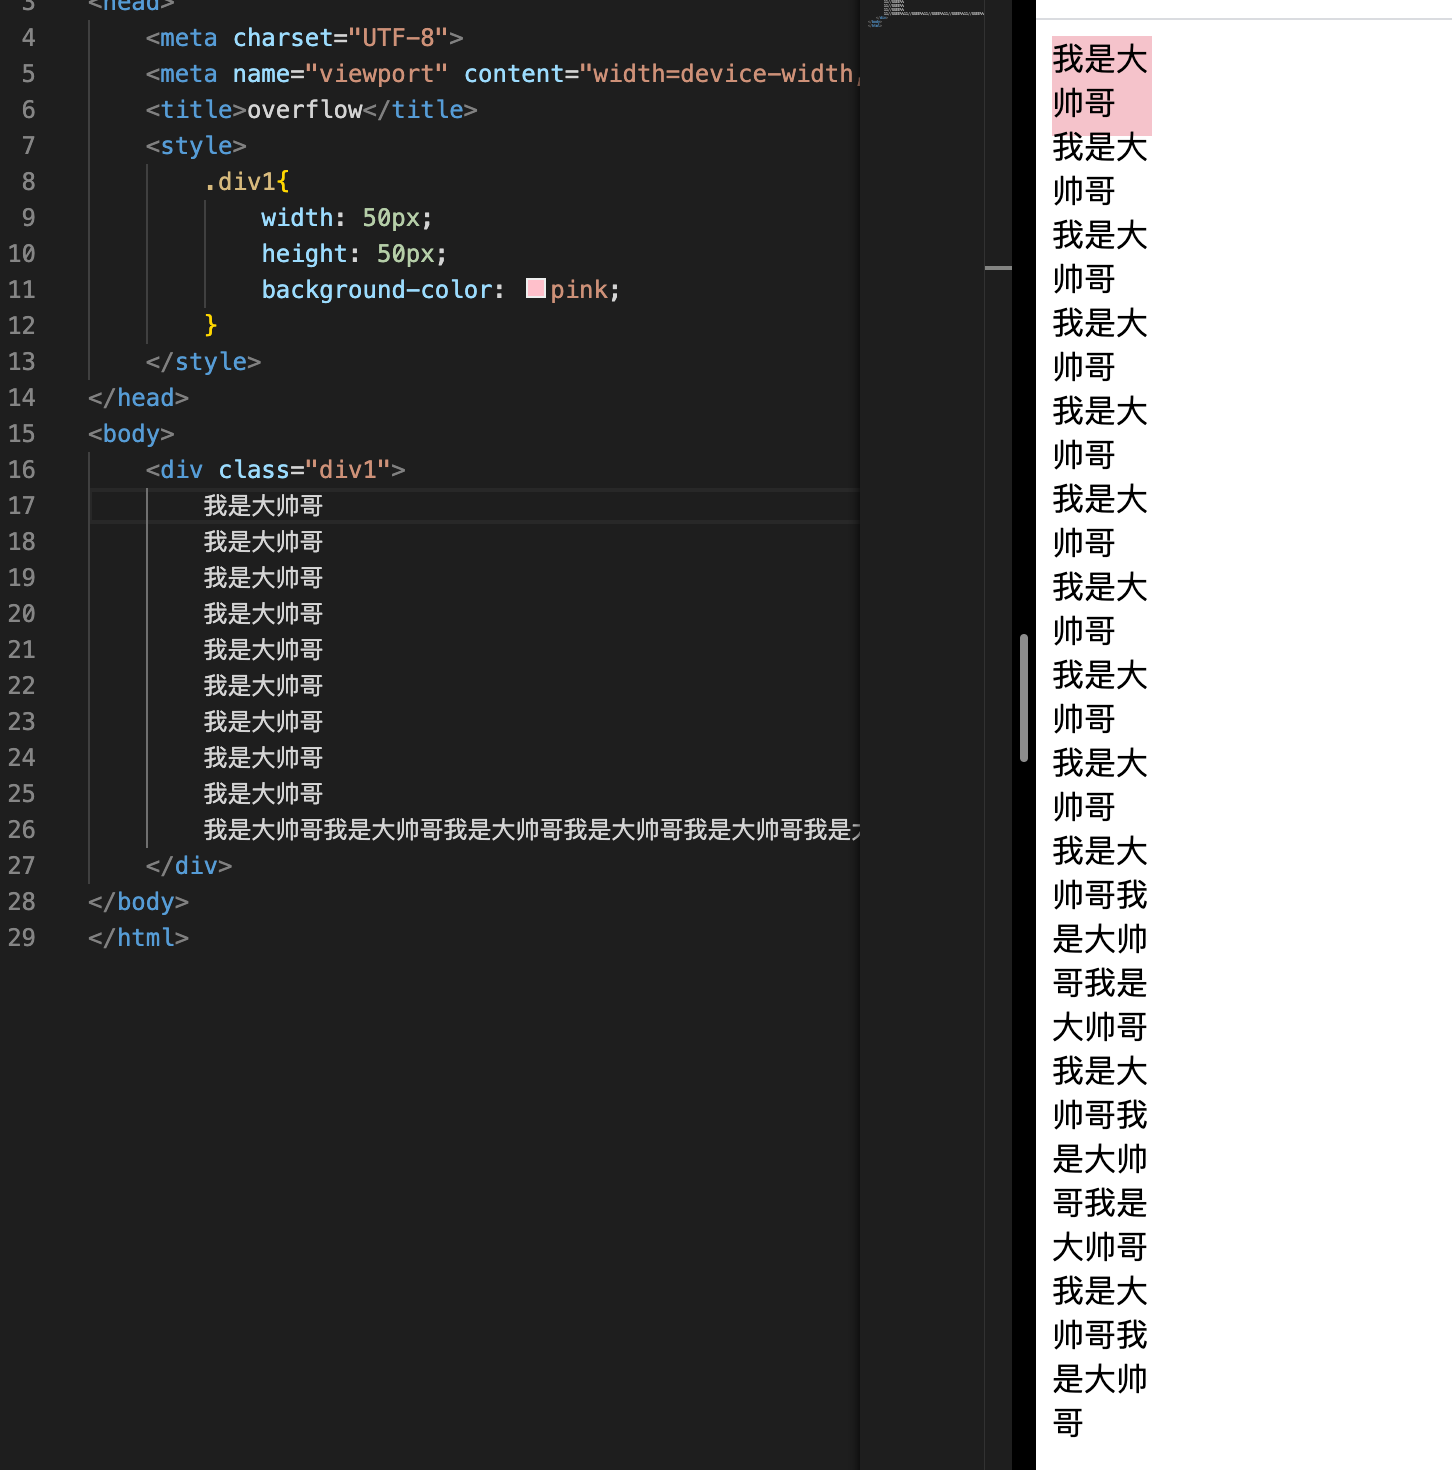 3 <head>
4 <meta charset="UTF-8">
5 <meta name="viewport" content="width=device-width,
6 <title>overflow</title>
7 <style>
8 .div1{
9 width: 50px;
10 height: 50px;
11 background-color: pink;
12 }
13 </style>
14 </head>
15 <body>
16 <div class="div1">
17 我是大帅哥
18 我是大帅哥
19 我是大帅哥
20 我是大帅哥
21 我是大帅哥
22 我是大帅哥
23 我是大帅哥
24 我是大帅哥
25 我是大帅哥
26 我是大帅哥我是大帅哥我是大帅哥我是大帅哥我是大帅哥我是大
27 </div>
28 </body>
29 </html>
我是大
帅哥
我是大
帅哥
我是大
帅哥
我是大
帅哥
我是大
帅哥
我是大
帅哥
我是大
帅哥
我是大
帅哥
我是大
帅哥
我是大
帅哥我
是大帅
哥我是
大帅哥
我是大
帅哥我
是大帅
哥我是
大帅哥
我是大
帅哥我
是大帅
哥